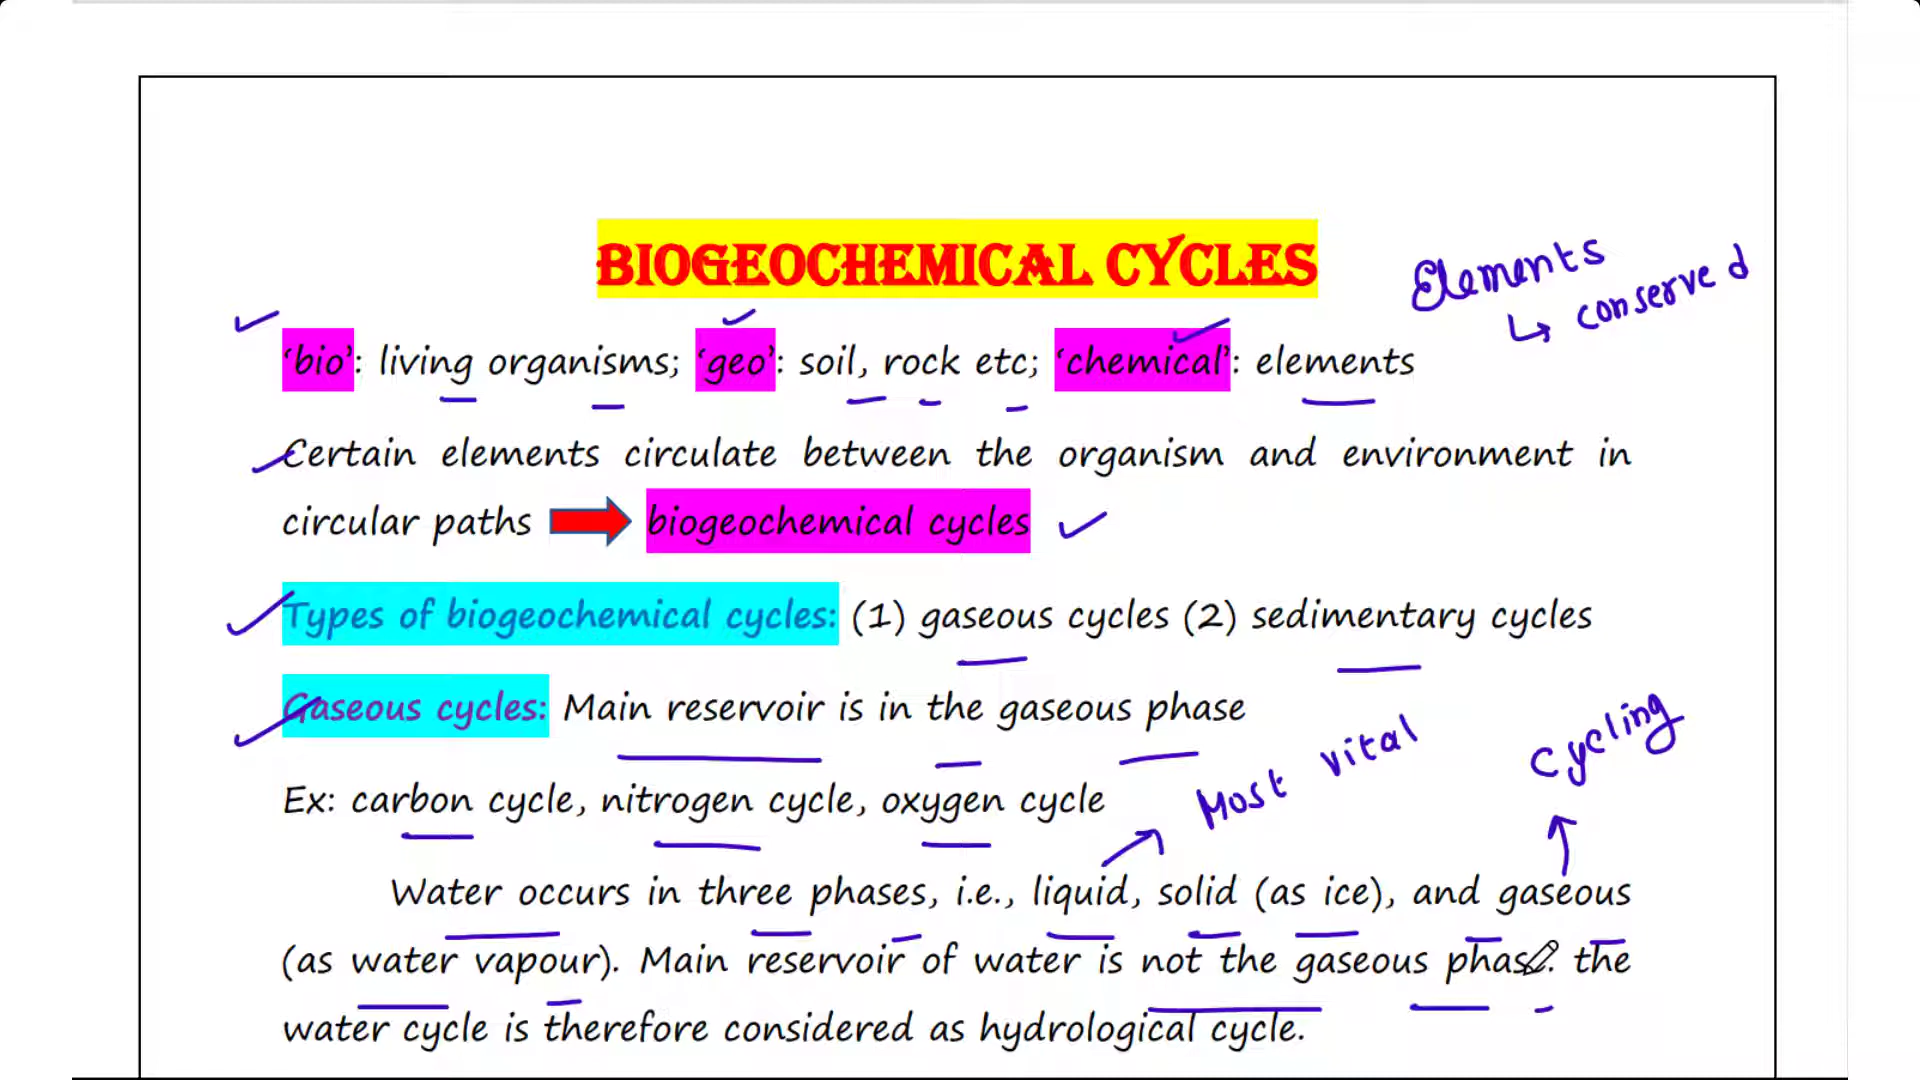 BIOGEOCHEMICAL CYCLES
Elements
↳ conserved
‘bio’: living organisms; ‘geo’: soil, rock etc; ‘chemical’: elements
Certain elements circulate between the organism and environment in
circular paths biogeochemical cycles
Types of biogeochemical cycles: (1) gaseous cycles (2) sedimentary cycles
Gaseous cycles: Main reservoir is in the gaseous phase
Ex: carbon cycle, nitrogen cycle, oxygen cycle
Most vital
Cycling
Water occurs in three phases, i.e., liquid, solid (as ice), and gaseous
(as water vapour). Main reservoir of water is not the gaseous phase. the
water cycle is therefore considered as hydrological cycle.